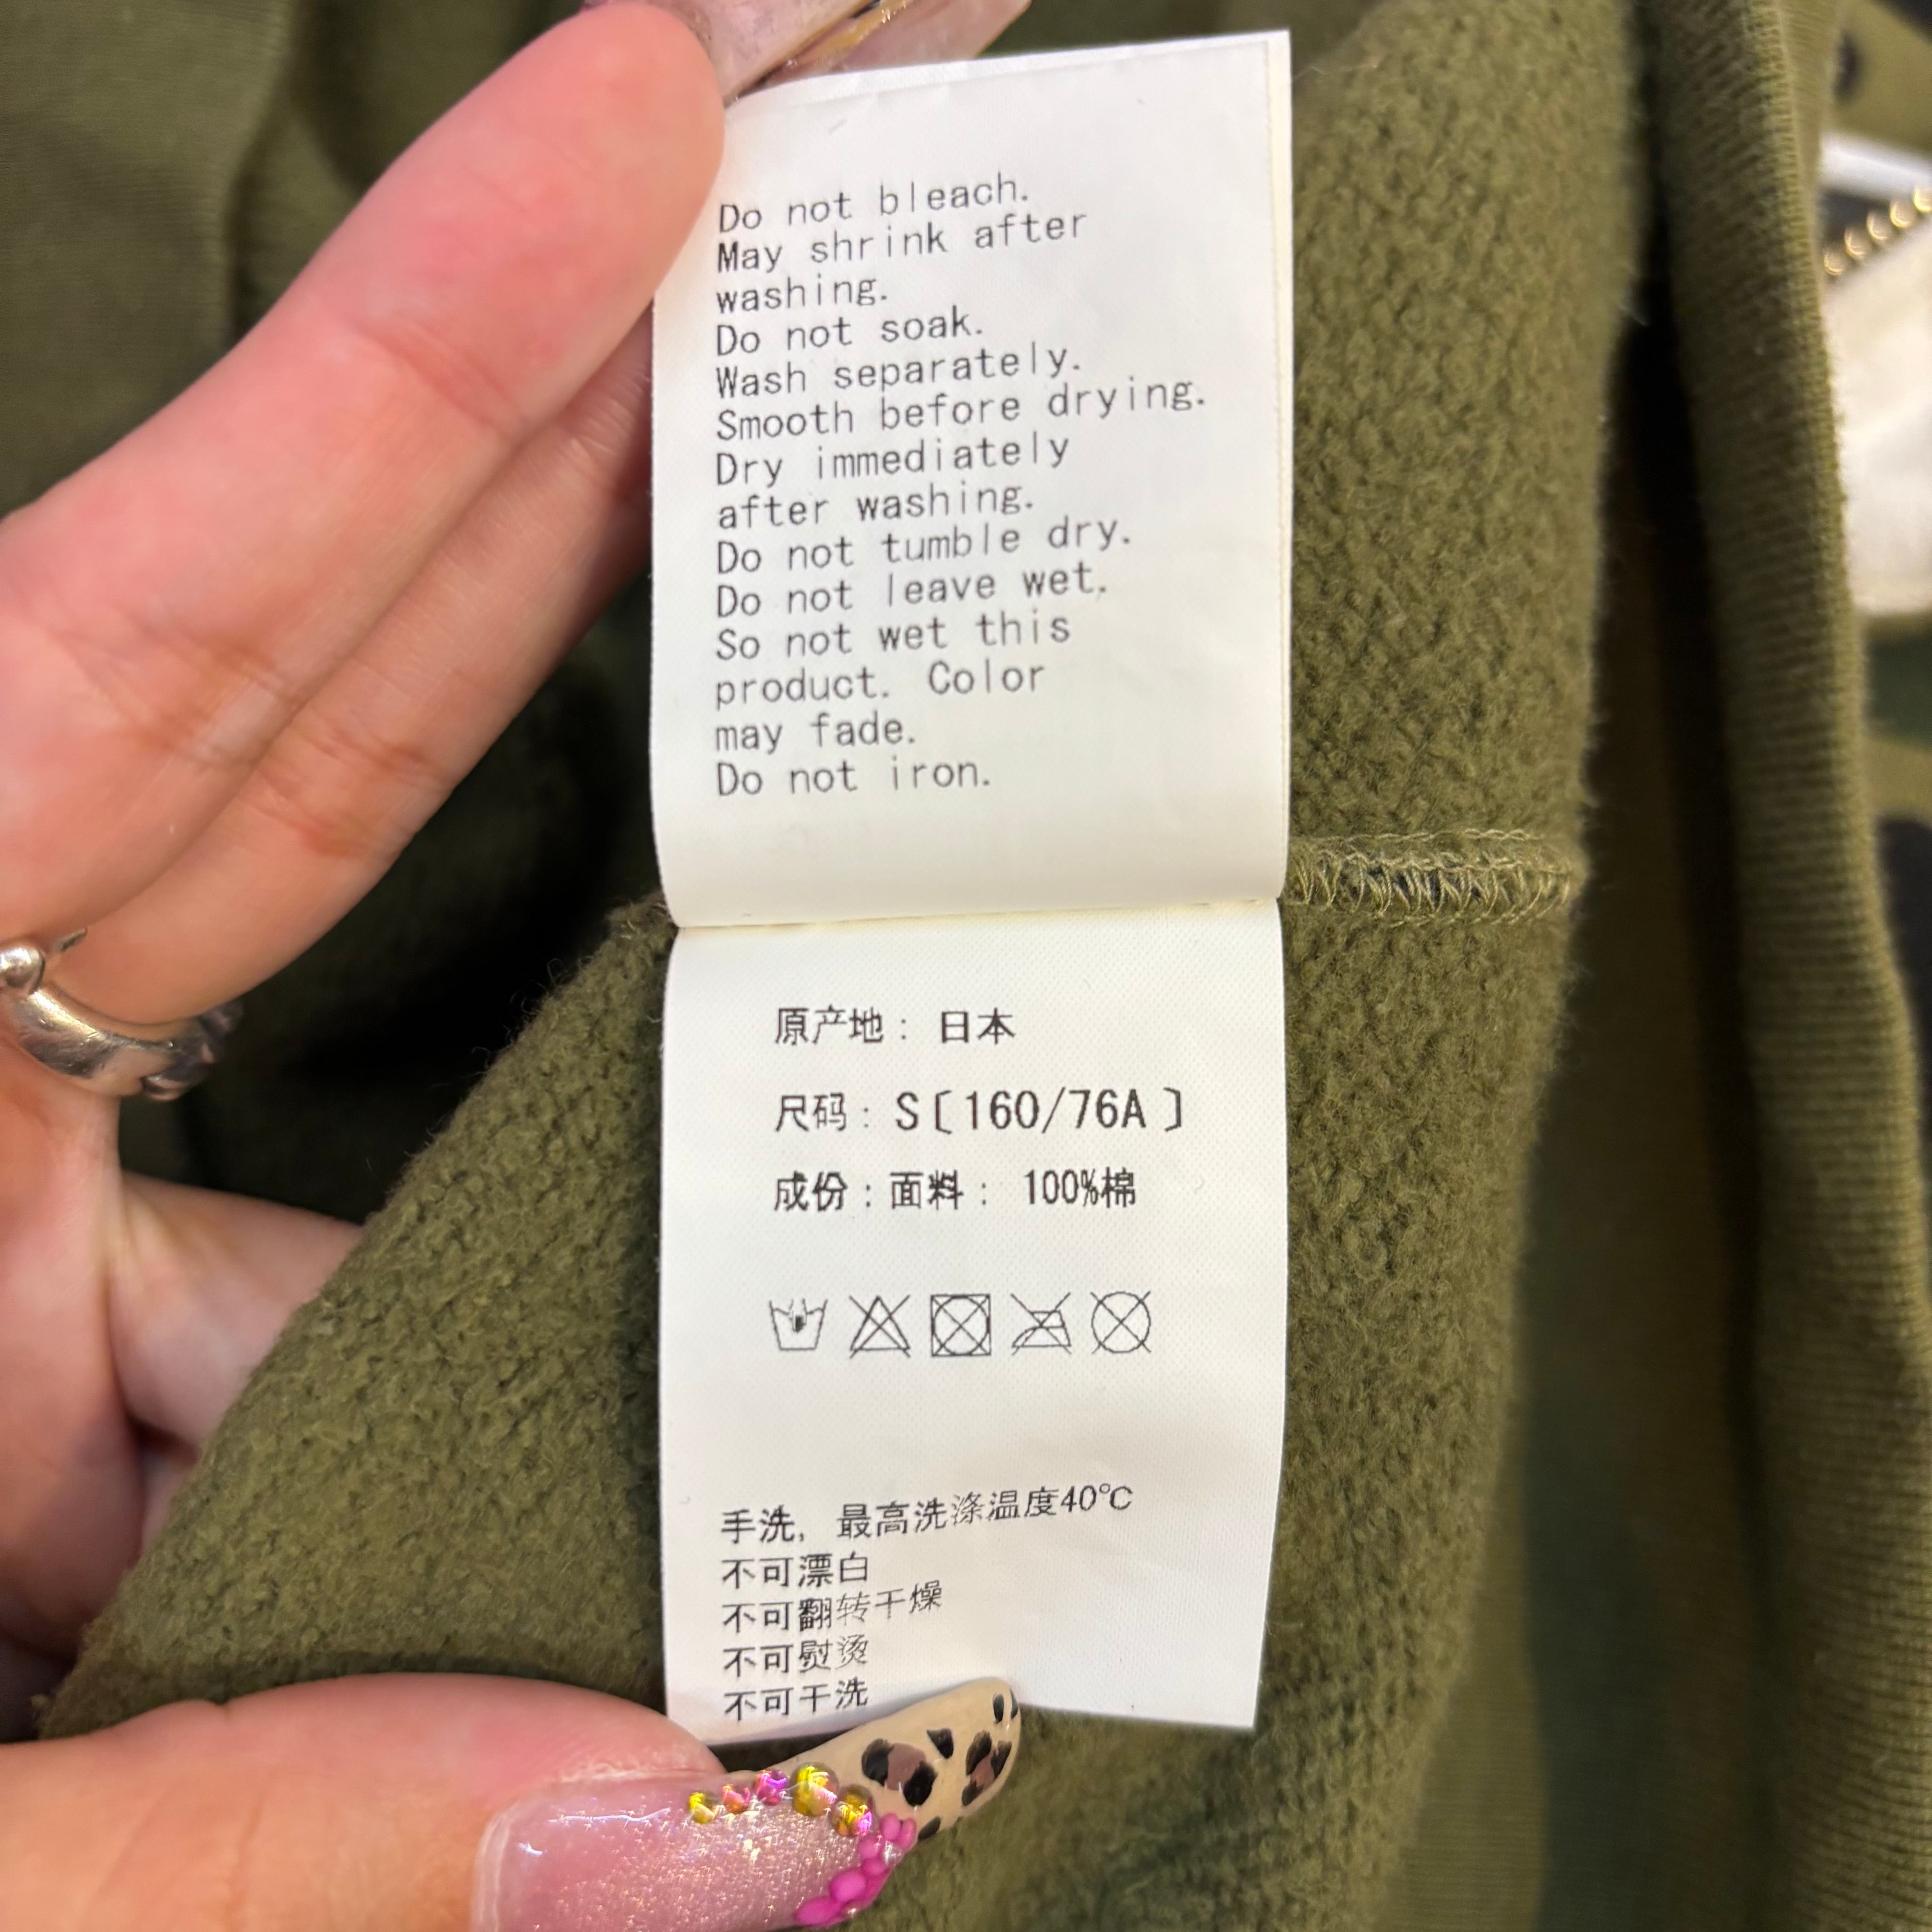 Do not bleach.
May shrink after
washing.
Do not soak.
Wash separately.
Smooth before drying.
Dry immediately
after washing.
Do not tumble dry.
Do not leave wet.
So not wet this
product. Color
may fade.
Do not iron.
原产地： 日本
尺码： S〔160/76A〕
成份：面料： 100%棉
手洗，最高洗涤温度40℃
不可漂白
不可翻转干燥
不可熨烫
不可干洗